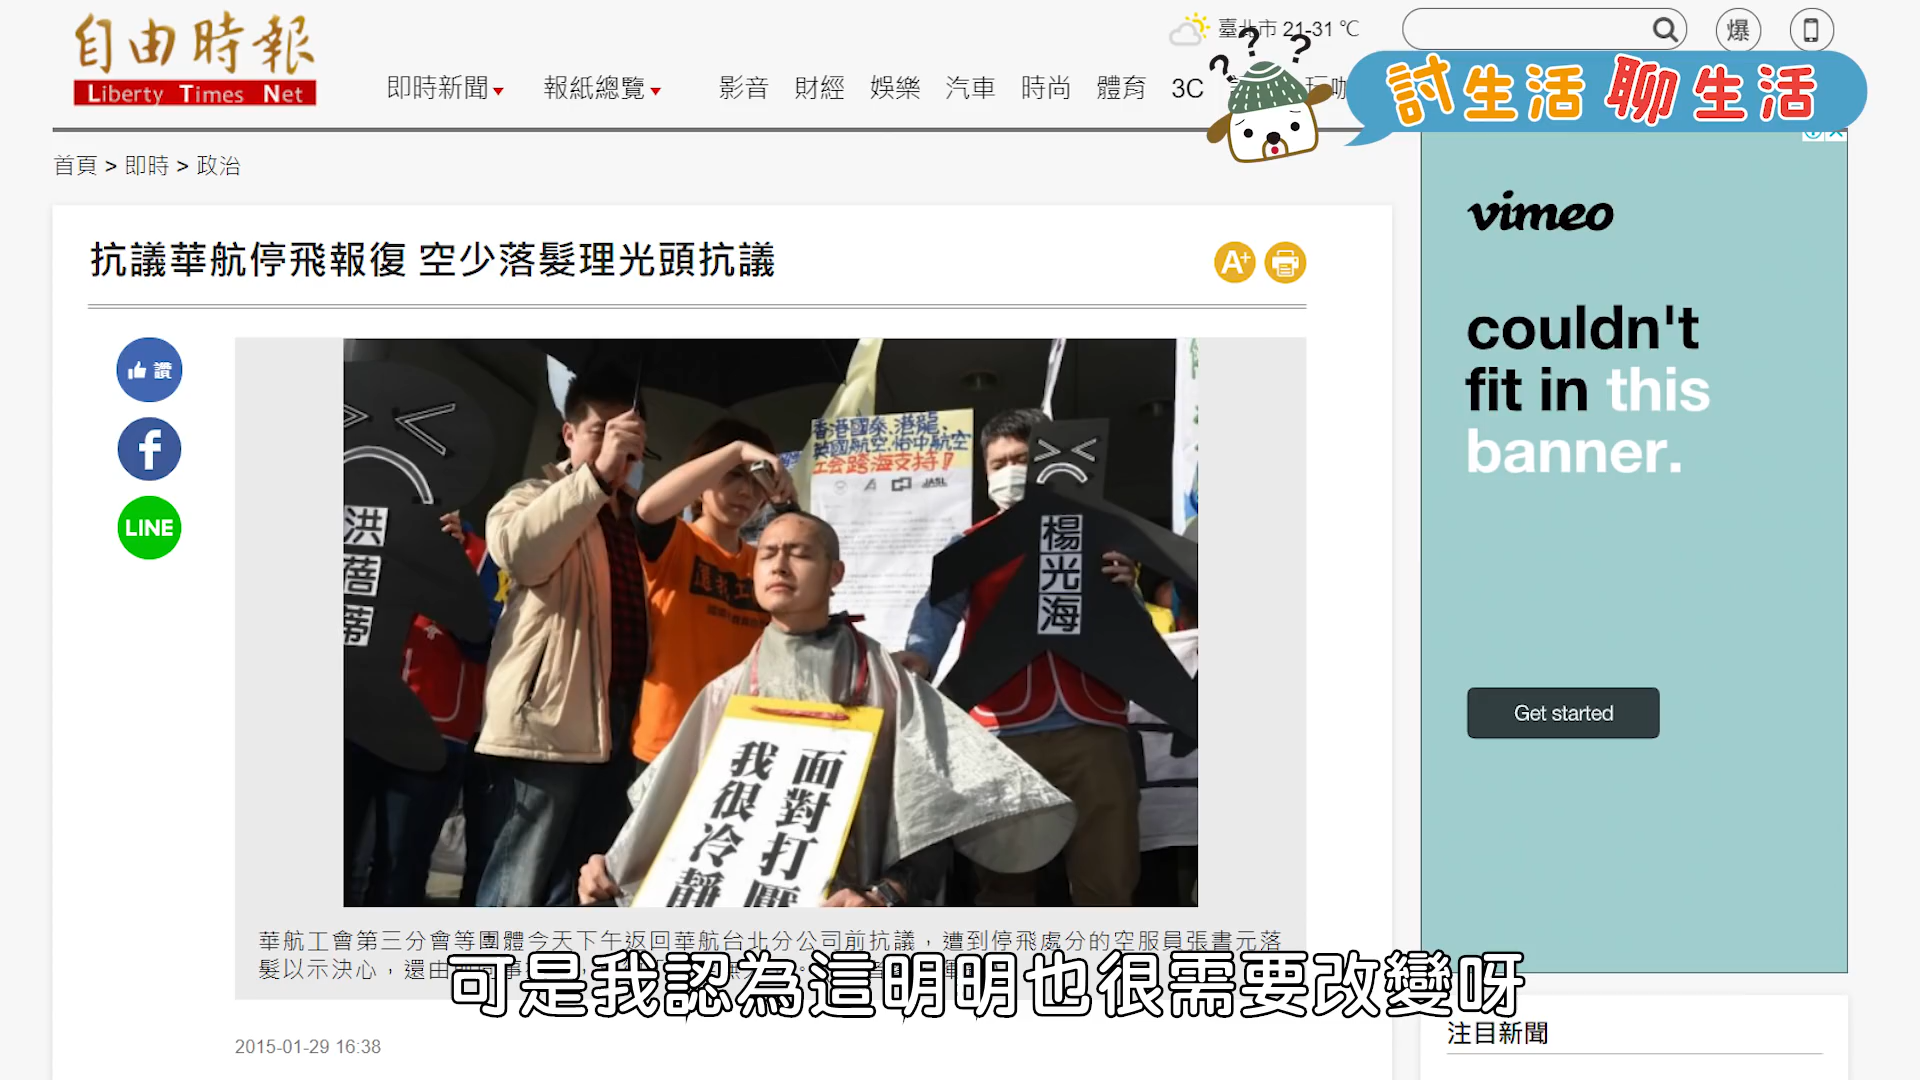 自由時報
Liberty Times Net
臺北市 21-31 ℃
爆
即時新聞
報紙總覽
影音
財經
娛樂
汽車
時尚
體育
3C
討生活 聊生活
? ? ? ?
首頁 > 即時 > 政治
抗議華航停飛報復 空少落髮理光頭抗議
A+
讚
f
LINE
香港國泰、港龍、
英國航空、怡中航空
工會跨海支持!
JASL
洪蓓蒂
楊光海
面對打壓
我很冷靜
華航工會第三分會等團體今天下午返回華航台北分公司前抗議，遭到停飛處分的空服員張書元落
髮以示決心，還由
可是我認為這明明也很需要改變呀
2015-01-29 16:38
vimeo
couldn't
fit in this
banner.
Get started
注目新聞